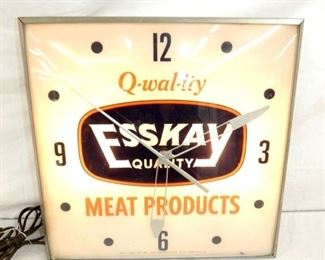 12
Q-wal-ity
ESSKAY
QUALITY
9
3
MEAT PRODUCTS
6